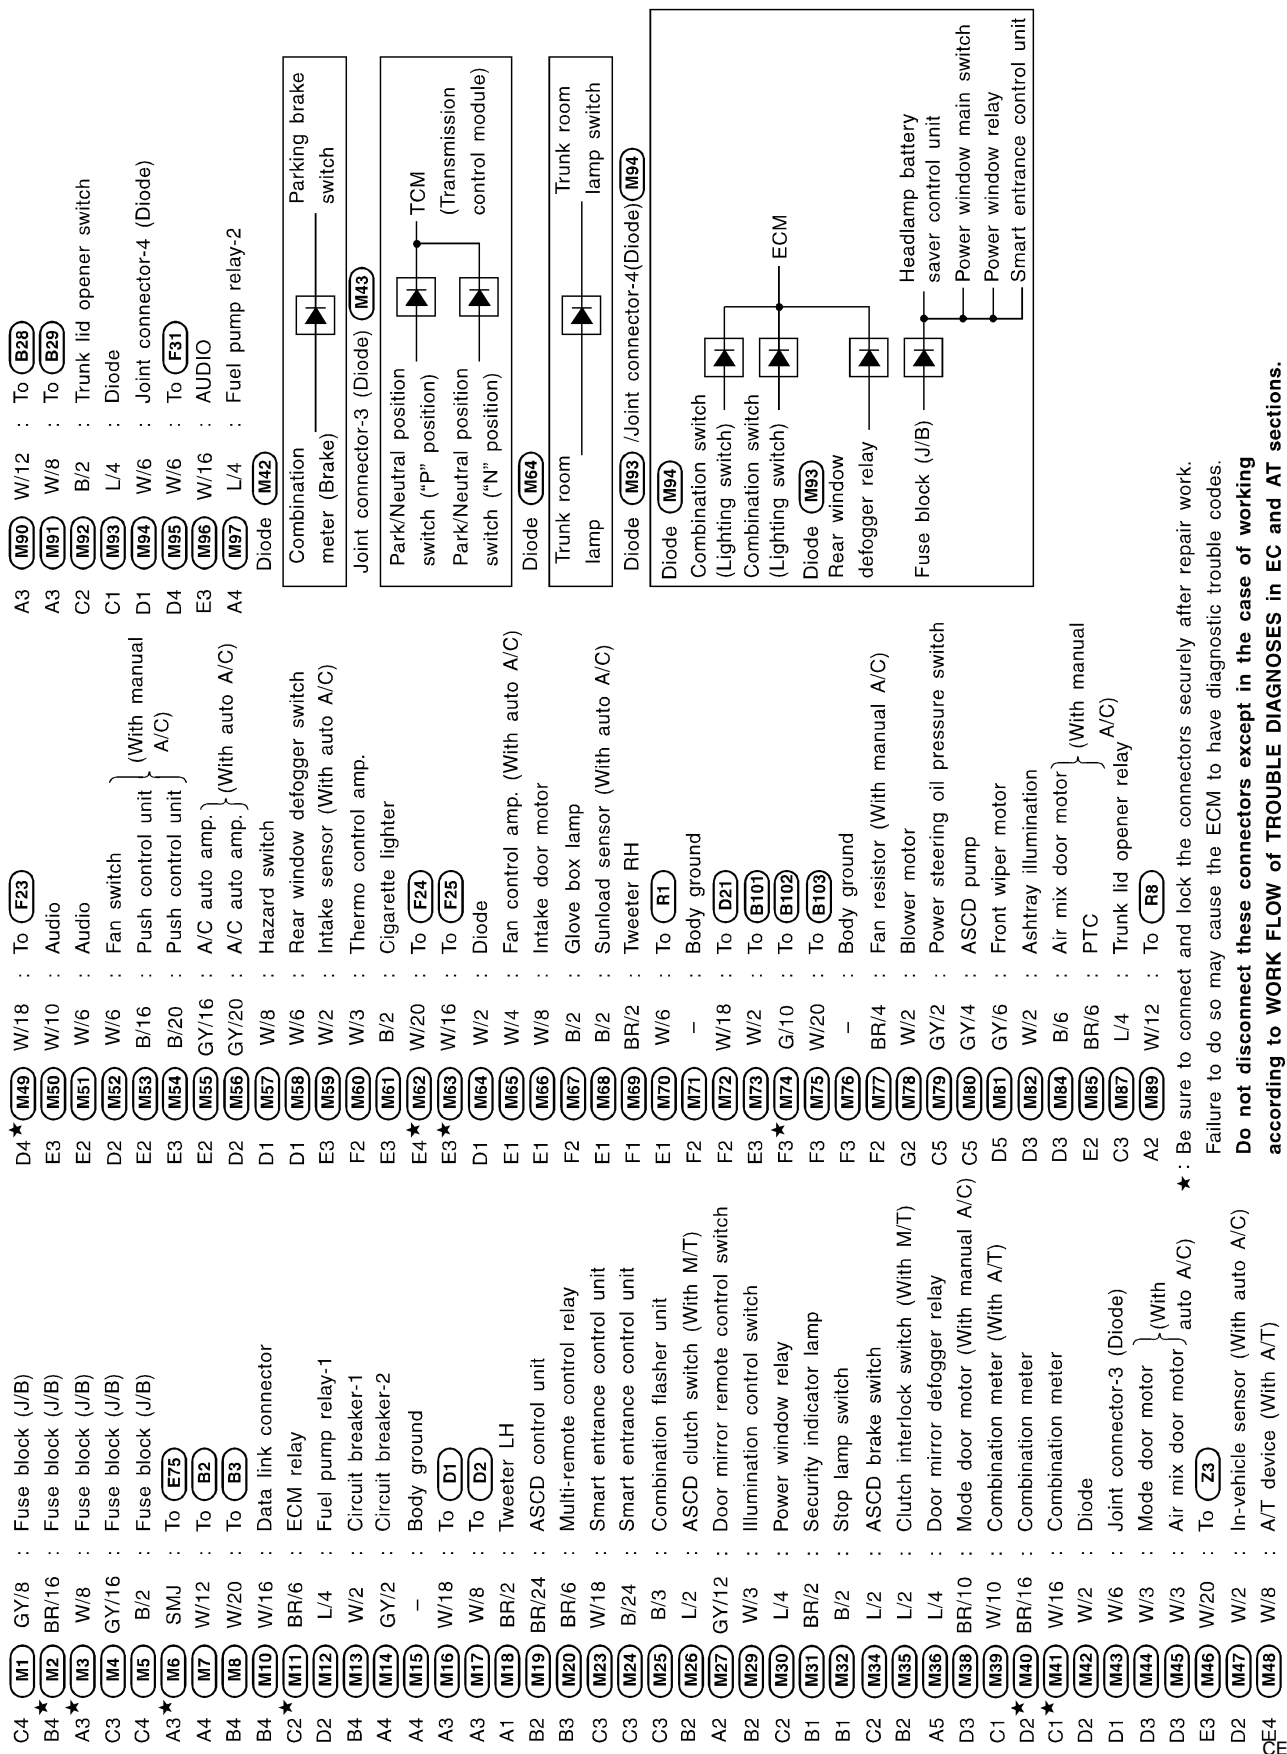 C4 M1 GY/8 : Fuse block (J/B)
B4★ M2 BR/16 : Fuse block (J/B)
A3★ M3 W/8 : Fuse block (J/B)
C3 M4 GY/16 : Fuse block (J/B)
C4 M5 B/2 : Fuse block (J/B)
A3★ M6 SMJ : To E75
A4 M7 W/12 : To B2
B4 M8 W/20 : To B3
B4 M10 W/16 : Data link connector
C2★ M11 BR/6 : ECM relay
D2 M12 L/4 : Fuel pump relay-1
B4 M13 W/2 : Circuit breaker-1
A4 M14 GY/2 : Circuit breaker-2
A4 M15 – : Body ground
A3 M16 W/18 : To D1
A3 M17 W/8 : To D2
A1 M18 BR/2 : Tweeter LH
B2 M19 BR/24 : ASCD control unit
B3 M20 BR/6 : Multi-remote control relay
C3 M23 W/18 : Smart entrance control unit
C3 M24 B/24 : Smart entrance control unit
C3 M25 B/3 : Combination flasher unit
B2 M26 L/2 : ASCD clutch switch (With M/T)
A2 M27 GY/12 : Door mirror remote control switch
B2 M29 W/3 : Illumination control switch
C2 M30 L/4 : Power window relay
B1 M31 BR/2 : Security indicator lamp
B1 M32 B/2 : Stop lamp switch
C2 M34 L/2 : ASCD brake switch
B2 M35 L/2 : Clutch interlock switch (With M/T)
A5 M36 L/4 : Door mirror defogger relay
D3 M38 BR/10 : Mode door motor (With manual A/C)
C1 M39 W/10 : Combination meter (With A/T)
D2★ M40 BR/16 : Combination meter
C1★ M41 W/16 : Combination meter
D2 M42 W/2 : Diode
D1 M43 W/6 : Joint connector-3 (Diode)
D3 M44 W/3 : Mode door motor (With
D3 M45 W/3 : Air mix door motor auto A/C)
E3 M46 W/20 : To Z3
D2 M47 W/2 : In-vehicle sensor (With auto A/C)
E4 M48 W/8 : A/T device (With A/T)
CE
D4★ M49 W/18 : To F23
E3 M50 W/10 : Audio
E2 M51 W/6 : Audio
D2 M52 W/6 : Fan switch
E2 M53 B/16 : Push control unit (With manual
E3 M54 B/20 : Push control unit A/C)
E2 M55 GY/16 : A/C auto amp.
D2 M56 GY/20 : A/C auto amp. (With auto A/C)
D1 M57 W/8 : Hazard switch
D1 M58 W/6 : Rear window defogger switch
E3 M59 W/2 : Intake sensor (With auto A/C)
F2 M60 W/3 : Thermo control amp.
E3 M61 B/2 : Cigarette lighter
E4★ M62 W/20 : To F24
E3★ M63 W/16 : To F25
D1 M64 W/2 : Diode
E1 M65 W/4 : Fan control amp. (With auto A/C)
E1 M66 W/8 : Intake door motor
F2 M67 B/2 : Glove box lamp
E1 M68 B/2 : Sunload sensor (With auto A/C)
F1 M69 BR/2 : Tweeter RH
E1 M70 W/6 : To R1
F2 M71 – : Body ground
F2 M72 W/18 : To D21
E3 M73 W/2 : To B101
F3★ M74 G/10 : To B102
F3 M75 W/20 : To B103
F3 M76 – : Body ground
F2 M77 BR/4 : Fan resistor (With manual A/C)
G2 M78 W/2 : Blower motor
C5 M79 GY/2 : Power steering oil pressure switch
C5 M80 GY/4 : ASCD pump
D5 M81 GY/6 : Front wiper motor
D3 M82 W/2 : Ashtray illumination
D3 M84 B/6 : Air mix door motor (With manual
E2 M85 BR/6 : PTC A/C)
C3 M87 L/4 : Trunk lid opener relay
A2 M89 W/12 : To R8
A3 M90 W/12 : To B28
A3 M91 W/8 : To B29
C2 M92 B/2 : Trunk lid opener switch
C1 M93 L/4 : Diode
D1 M94 W/6 : Joint connector-4 (Diode)
D4 M95 W/6 : To F31
E3 M96 W/16 : AUDIO
A4 M97 L/4 : Fuel pump relay-2
Diode M42
Combination
meter (Brake)
Parking brake
switch
Joint connector-3 (Diode) M43
Park/Neutral position
switch (“P” position)
Park/Neutral position
switch (“N” position)
TCM
(Transmission
control module)
Diode M64
Trunk room
lamp
Trunk room
lamp switch
Diode M93 /Joint connector-4(Diode) M94
Diode M94
Combination switch
(Lighting switch)
Combination switch
(Lighting switch)
ECM
Diode M93
Rear window
defogger relay
Fuse block (J/B)
Headlamp battery
saver control unit
Power window main switch
Power window relay
Smart entrance control unit
★: Be sure to connect and lock the connectors securely after repair work.
Failure to do so may cause the ECM to have diagnostic trouble codes.
Do not disconnect these connectors except in the case of working
according to WORK FLOW of TROUBLE DIAGNOSES in EC and AT sections.